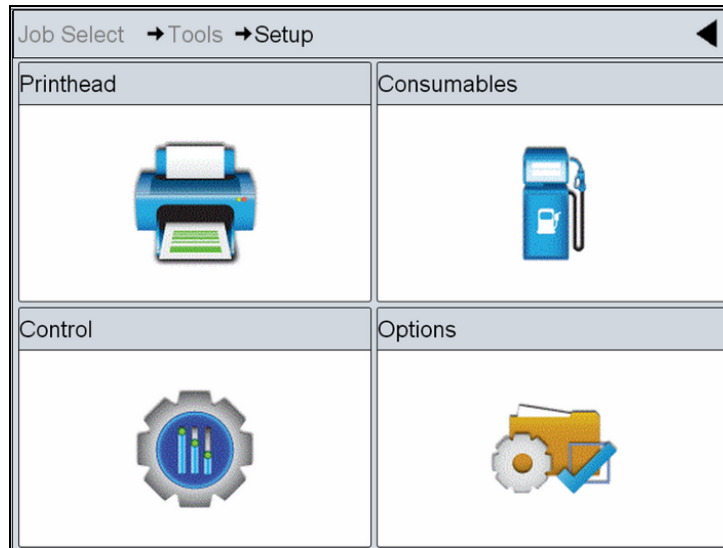 Job Select ➔ Tools ➔ Setup
Printhead
Consumables
Control
Options